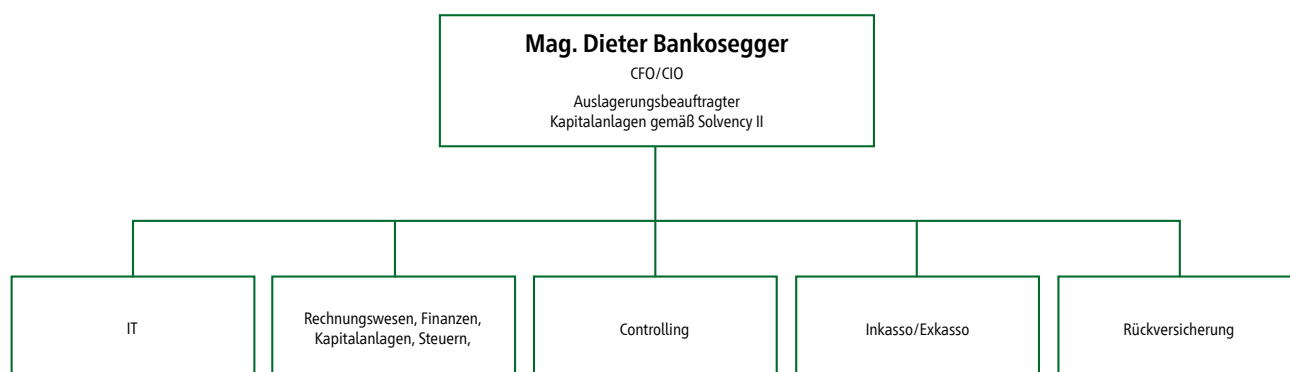 Mag. Dieter Bankosegger
CFO/CIO
Auslagerungsbeauftragter
Kapitalanlagen gemäß Solvency II
IT
Rechnungswesen, Finanzen,
Kapitalanlagen, Steuern,
Controlling
Inkasso/Exkasso
Rückversicherung